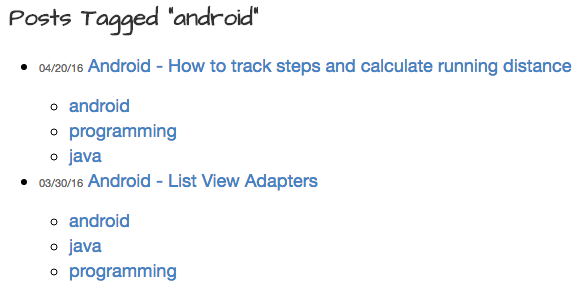 Posts Tagged "android"
04/20/16 Android - How to track steps and calculate running distance
android
programming
java
03/30/16 Android - List View Adapters
android
java
programming